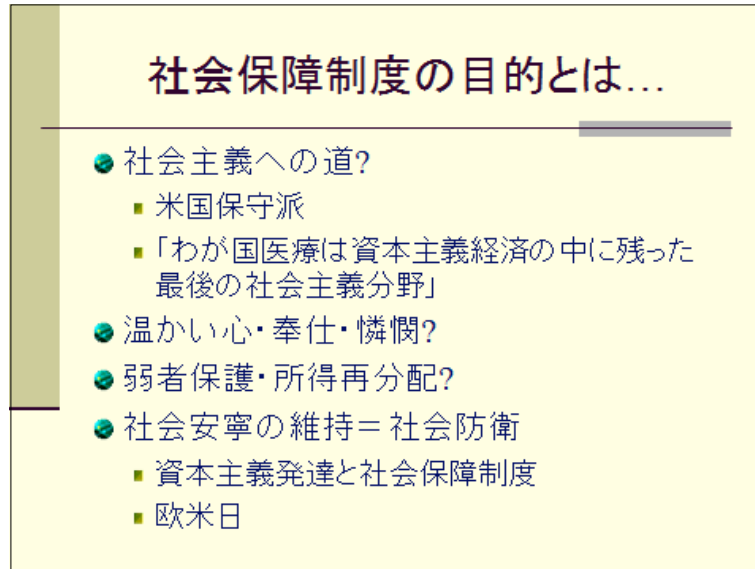 社会保障制度の目的とは…
社会主義への道?
米国保守派
「わが国医療は資本主義経済の中に残った
最後の社会主義分野」
温かい心・奉仕・憐憫?
弱者保護・所得再分配?
社会安寧の維持＝社会防衛
資本主義発達と社会保障制度
欧米日